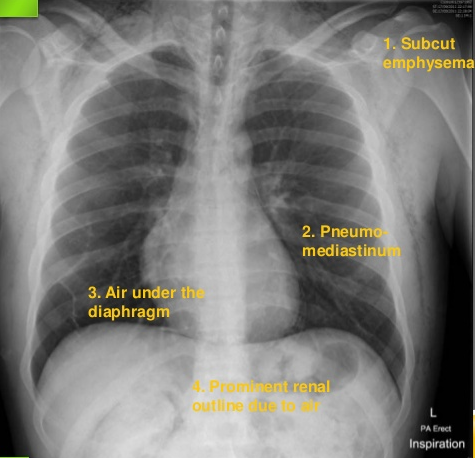 1. Subcut
emphysema
2. Pneumo-
mediastinum
3. Air under the
diaphragm
4. Prominent renal
outline due to air
L
PA Erect
Inspiration